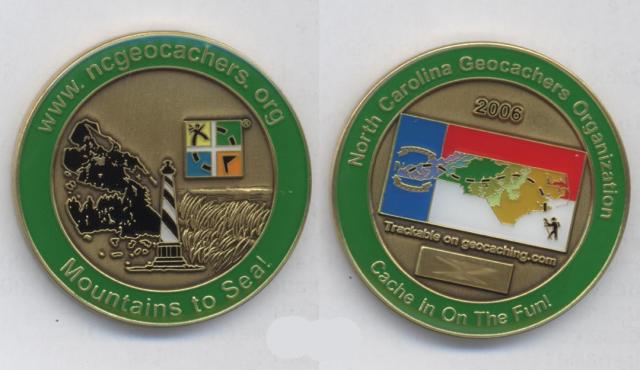 www.ncgeocachers.org
Mountains to Sea!
North Carolina Geocachers Organization
2006
Trackable on geocaching.com
Cache in On The Fun!